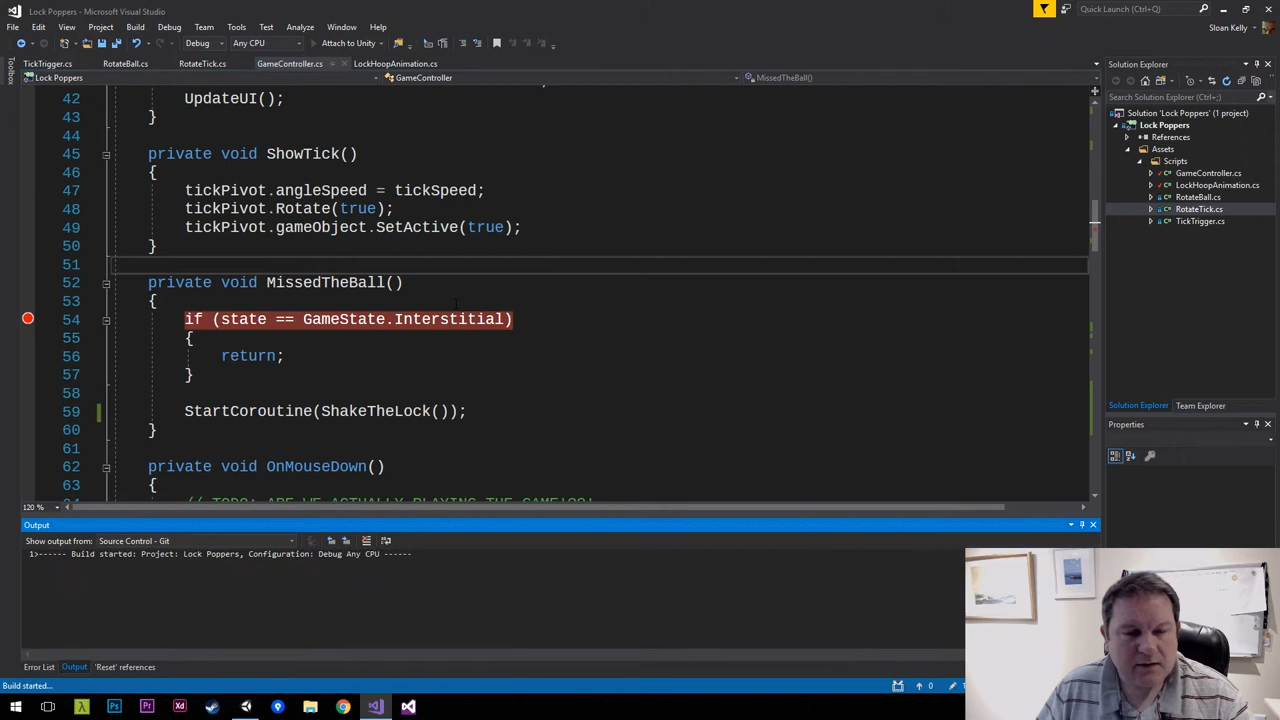 Lock Poppers - Microsoft Visual Studio
Quick Launch (Ctrl+Q)
File Edit View Project Build Debug Team Tools Test Analyze Window Help
Sloan Kelly
Debug Any CPU Attach to Unity
Toolbox
TickTrigger.cs RotateBall.cs RotateTick.cs GameController.cs LockHoopAnimation.cs
Lock Poppers GameController MissedTheBall()
42 UpdateUI();
43 }
44
45 private void ShowTick()
46 {
47 tickPivot.angleSpeed = tickSpeed;
48 tickPivot.Rotate(true);
49 tickPivot.gameObject.SetActive(true);
50 }
51
52 private void MissedTheBall()
53 {
54 if (state == GameState.Interstitial)
55 {
56 return;
57 }
58
59 StartCoroutine(ShakeTheLock());
60 }
61
62 private void OnMouseDown()
63 {
120 %
Solution Explorer
Search Solution Explorer (Ctrl+;)
Solution 'Lock Poppers' (1 project)
Lock Poppers
References
Assets
Scripts
GameController.cs
LockHoopAnimation.cs
RotateBall.cs
RotateTick.cs
TickTrigger.cs
Solution Explorer Team Explorer
Properties
Output
Show output from: Source Control - Git
1>------ Build started: Project: Lock Poppers, Configuration: Debug Any CPU ------
Error List Output 'Reset' references
Build started...
0